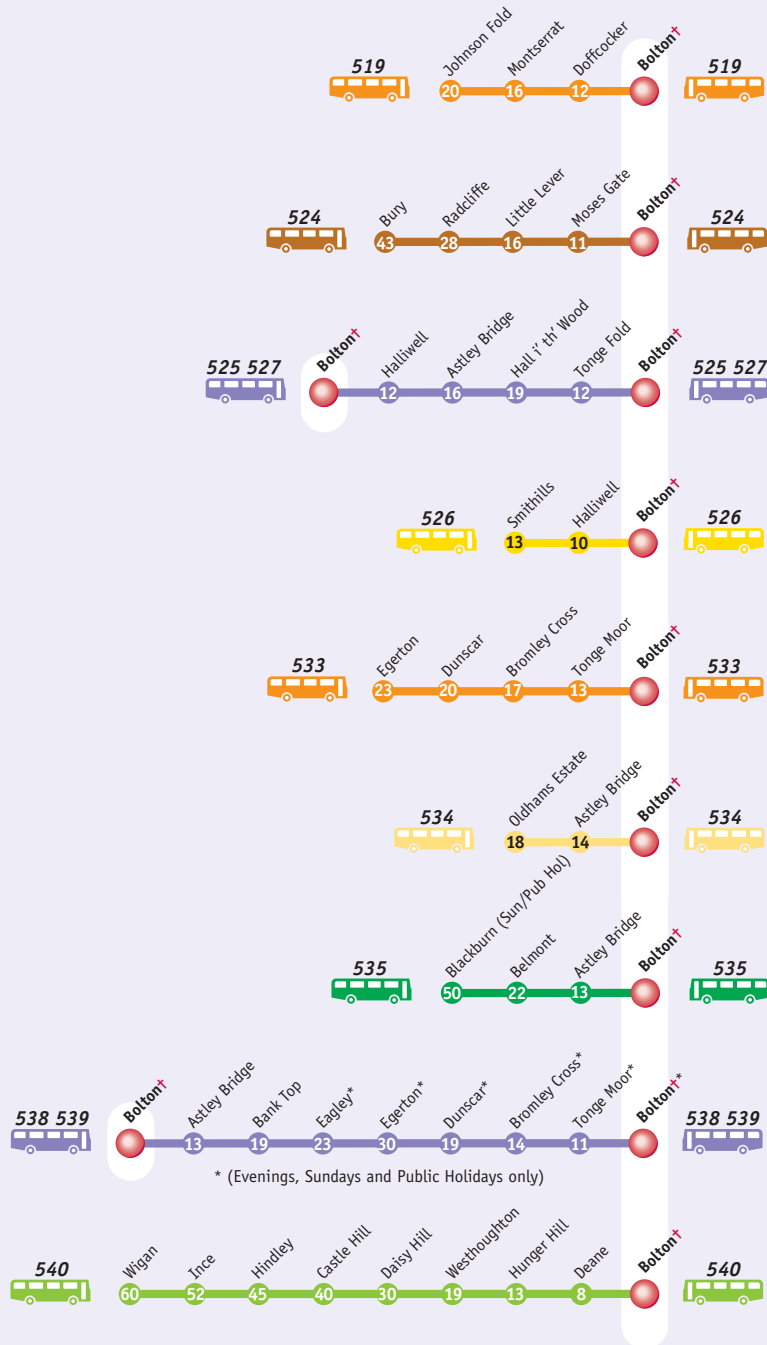 519 Johnson Fold Montserrat Doffcocker Bolton† 519
20 16 12
524 Bury Radcliffe Little Lever Moses Gate Bolton† 524
43 28 16 11
525 527 Bolton† Halliwell Astley Bridge Hall i' th' Wood Tonge Fold Bolton† 525 527
12 16 19 12
526 Smithills Halliwell Bolton† 526
13 10
533 Egerton Dunscar Bromley Cross Tonge Moor Bolton† 533
23 20 17 13
534 Oldhams Estate Astley Bridge Bolton† 534
18 14
535 Blackburn (Sun/Pub Hol) Belmont Astley Bridge Bolton† 535
50 22 13
538 539 Bolton† Astley Bridge Bank Top Eagley* Egerton* Dunscar* Bromley Cross* Tonge Moor* Bolton†* 538 539
13 19 23 30 19 14 11
* (Evenings, Sundays and Public Holidays only)
540 Wigan Ince Hindley Castle Hill Daisy Hill Westhoughton Hunger Hill Deane Bolton† 540
60 52 45 40 30 19 13 8